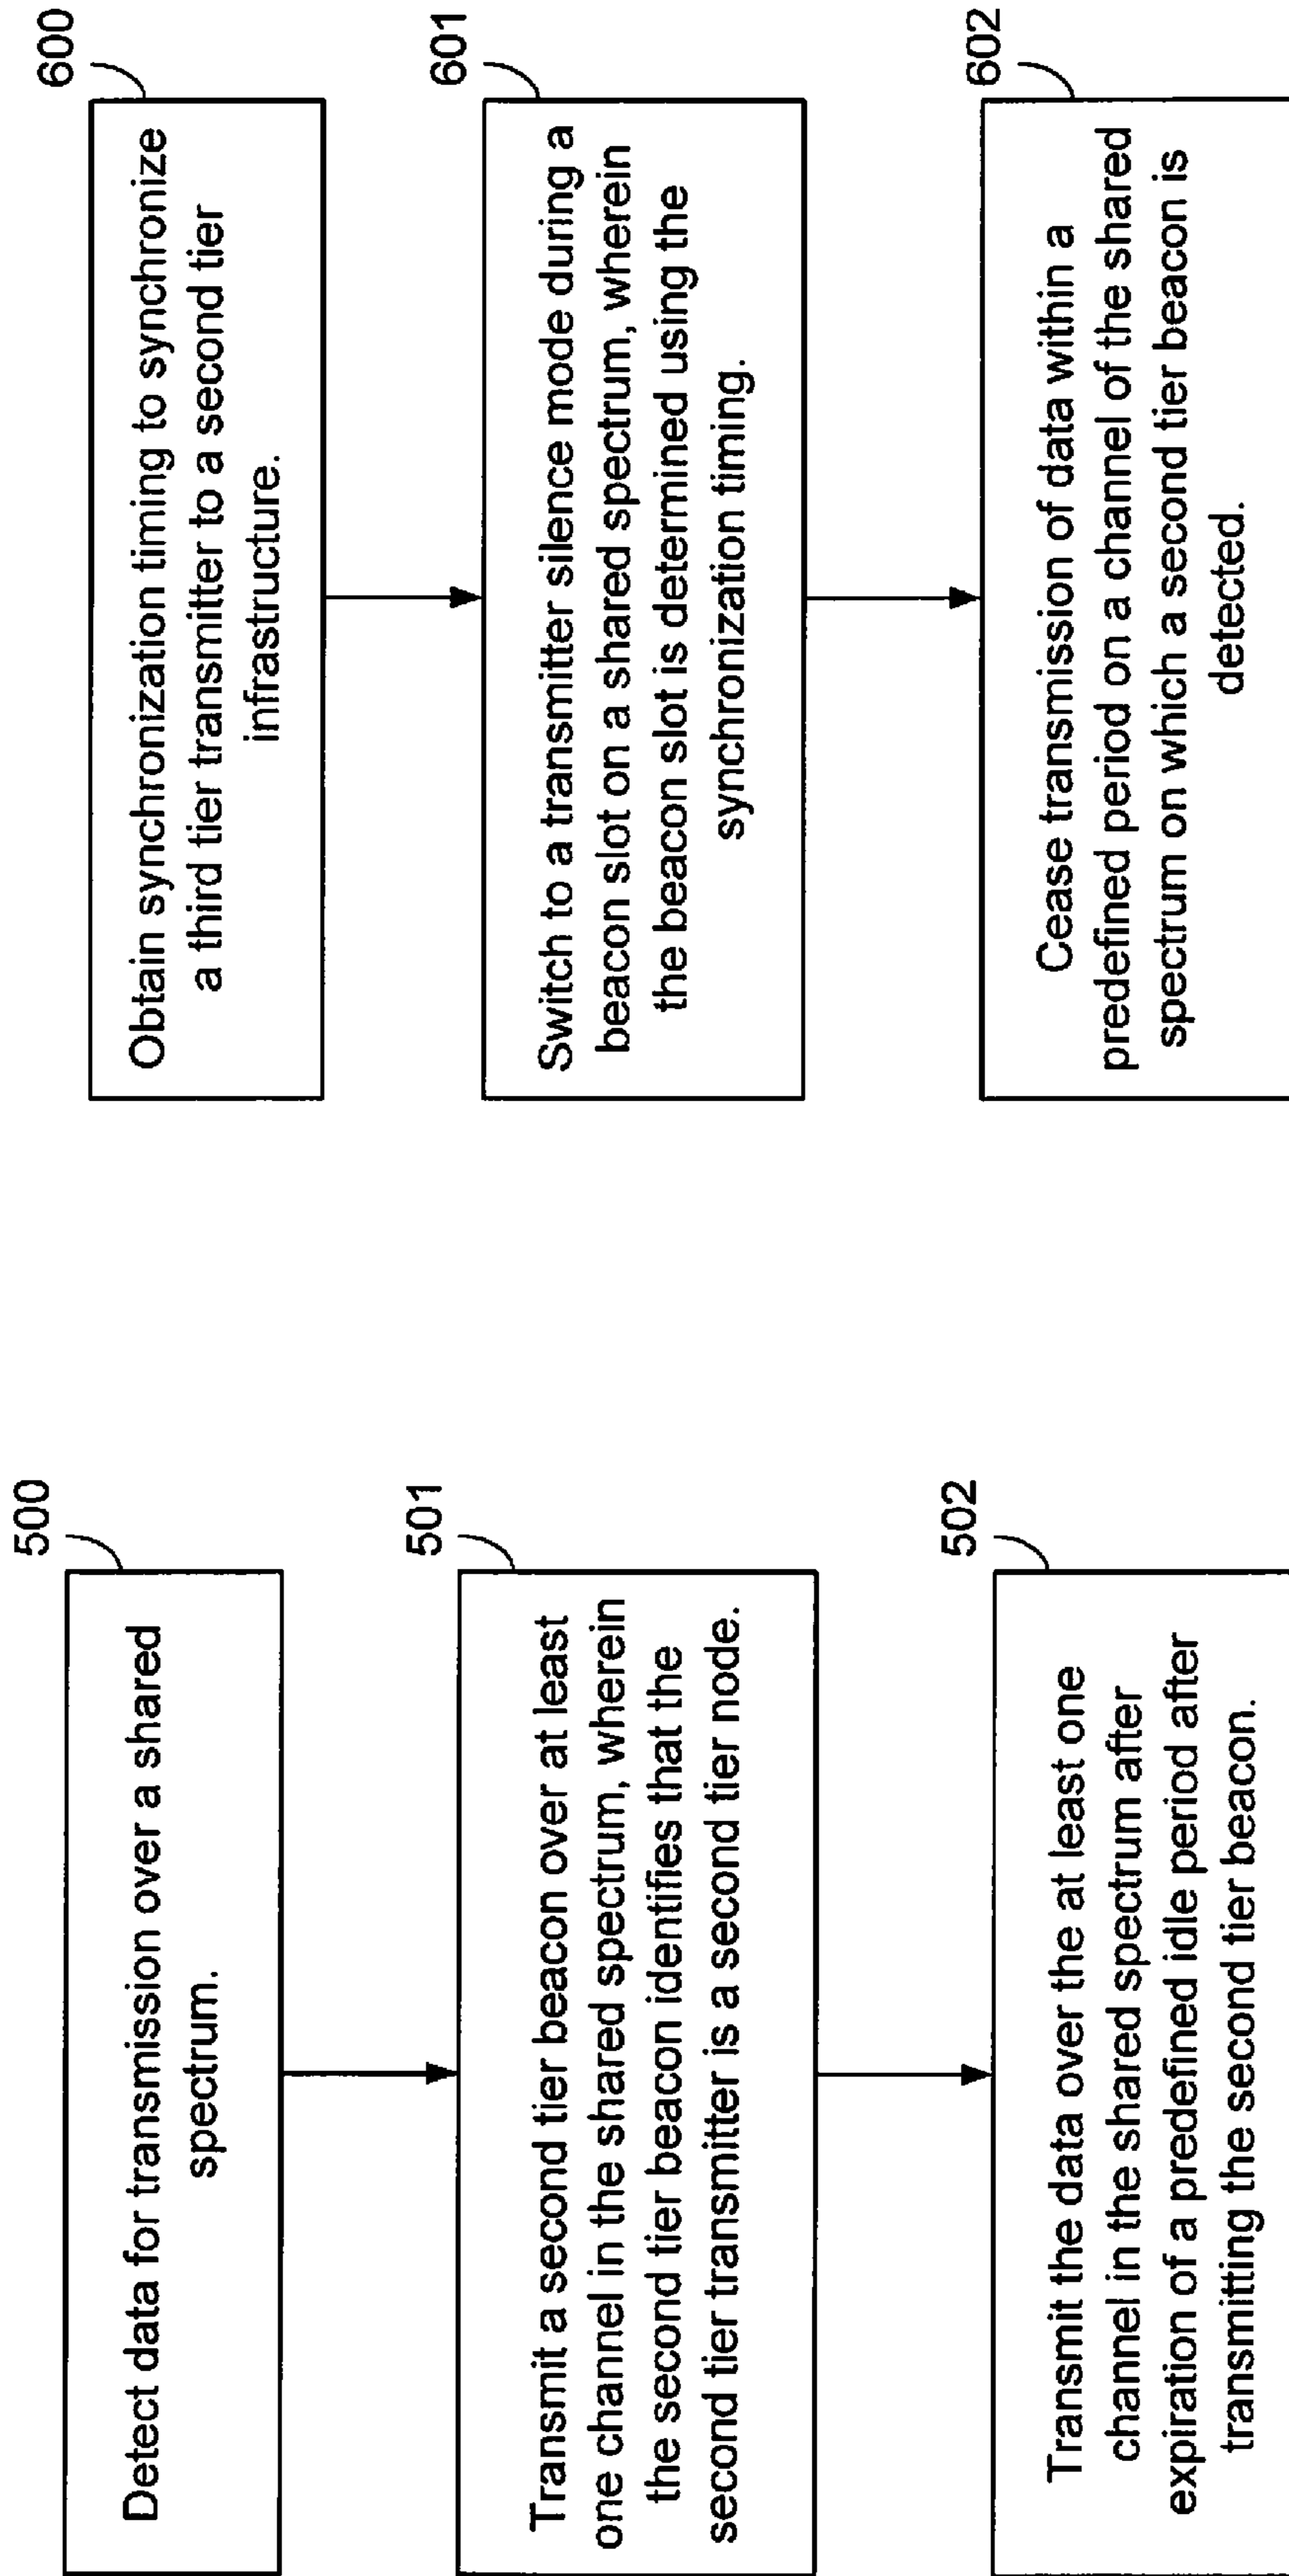 500
Detect data for transmission over a shared
spectrum.
501
Transmit a second tier beacon over at least
one channel in the shared spectrum, wherein
the second tier beacon identifies that the
second tier transmitter is a second tier node.
502
Transmit the data over the at least one
channel in the shared spectrum after
expiration of a predefined idle period after
transmitting the second tier beacon.
600
Obtain synchronization timing to synchronize
a third tier transmitter to a second tier
infrastructure.
601
Switch to a transmitter silence mode during a
beacon slot on a shared spectrum, wherein
the beacon slot is determined using the
synchronization timing.
602
Cease transmission of data within a
predefined period on a channel of the shared
spectrum on which a second tier beacon is
detected.